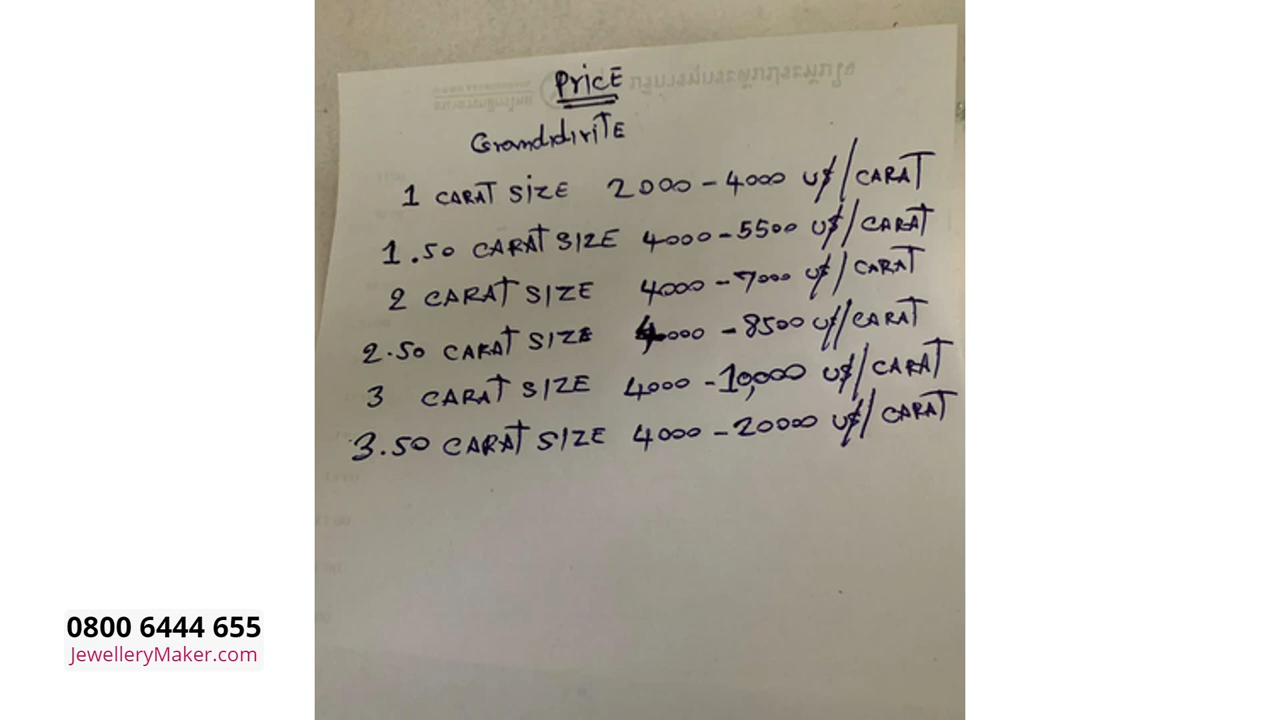 PRICE
Grandidirite
1 CARAT SIZE 2000 - 4000 U$/CARAT
1.50 CARAT SIZE 4000 - 5500 U$/CARAT
2 CARAT SIZE 4000 - 7000 U$/CARAT
2.50 CARAT SIZE 4000 - 8500 U$/CARAT
3 CARAT SIZE 4000 - 10,000 U$/CARAT
3.50 CARAT SIZE 4000 - 20000 U$/CARAT
0800 6444 655
JewelleryMaker.com